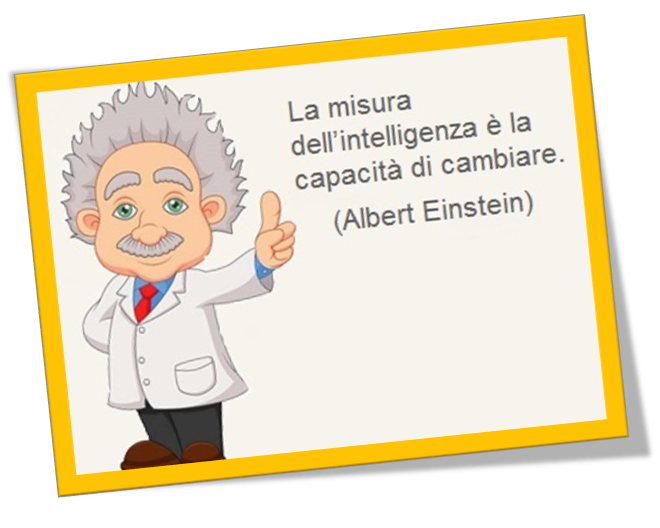 La misura
dell’intelligenza è la
capacità di cambiare.
(Albert Einstein)